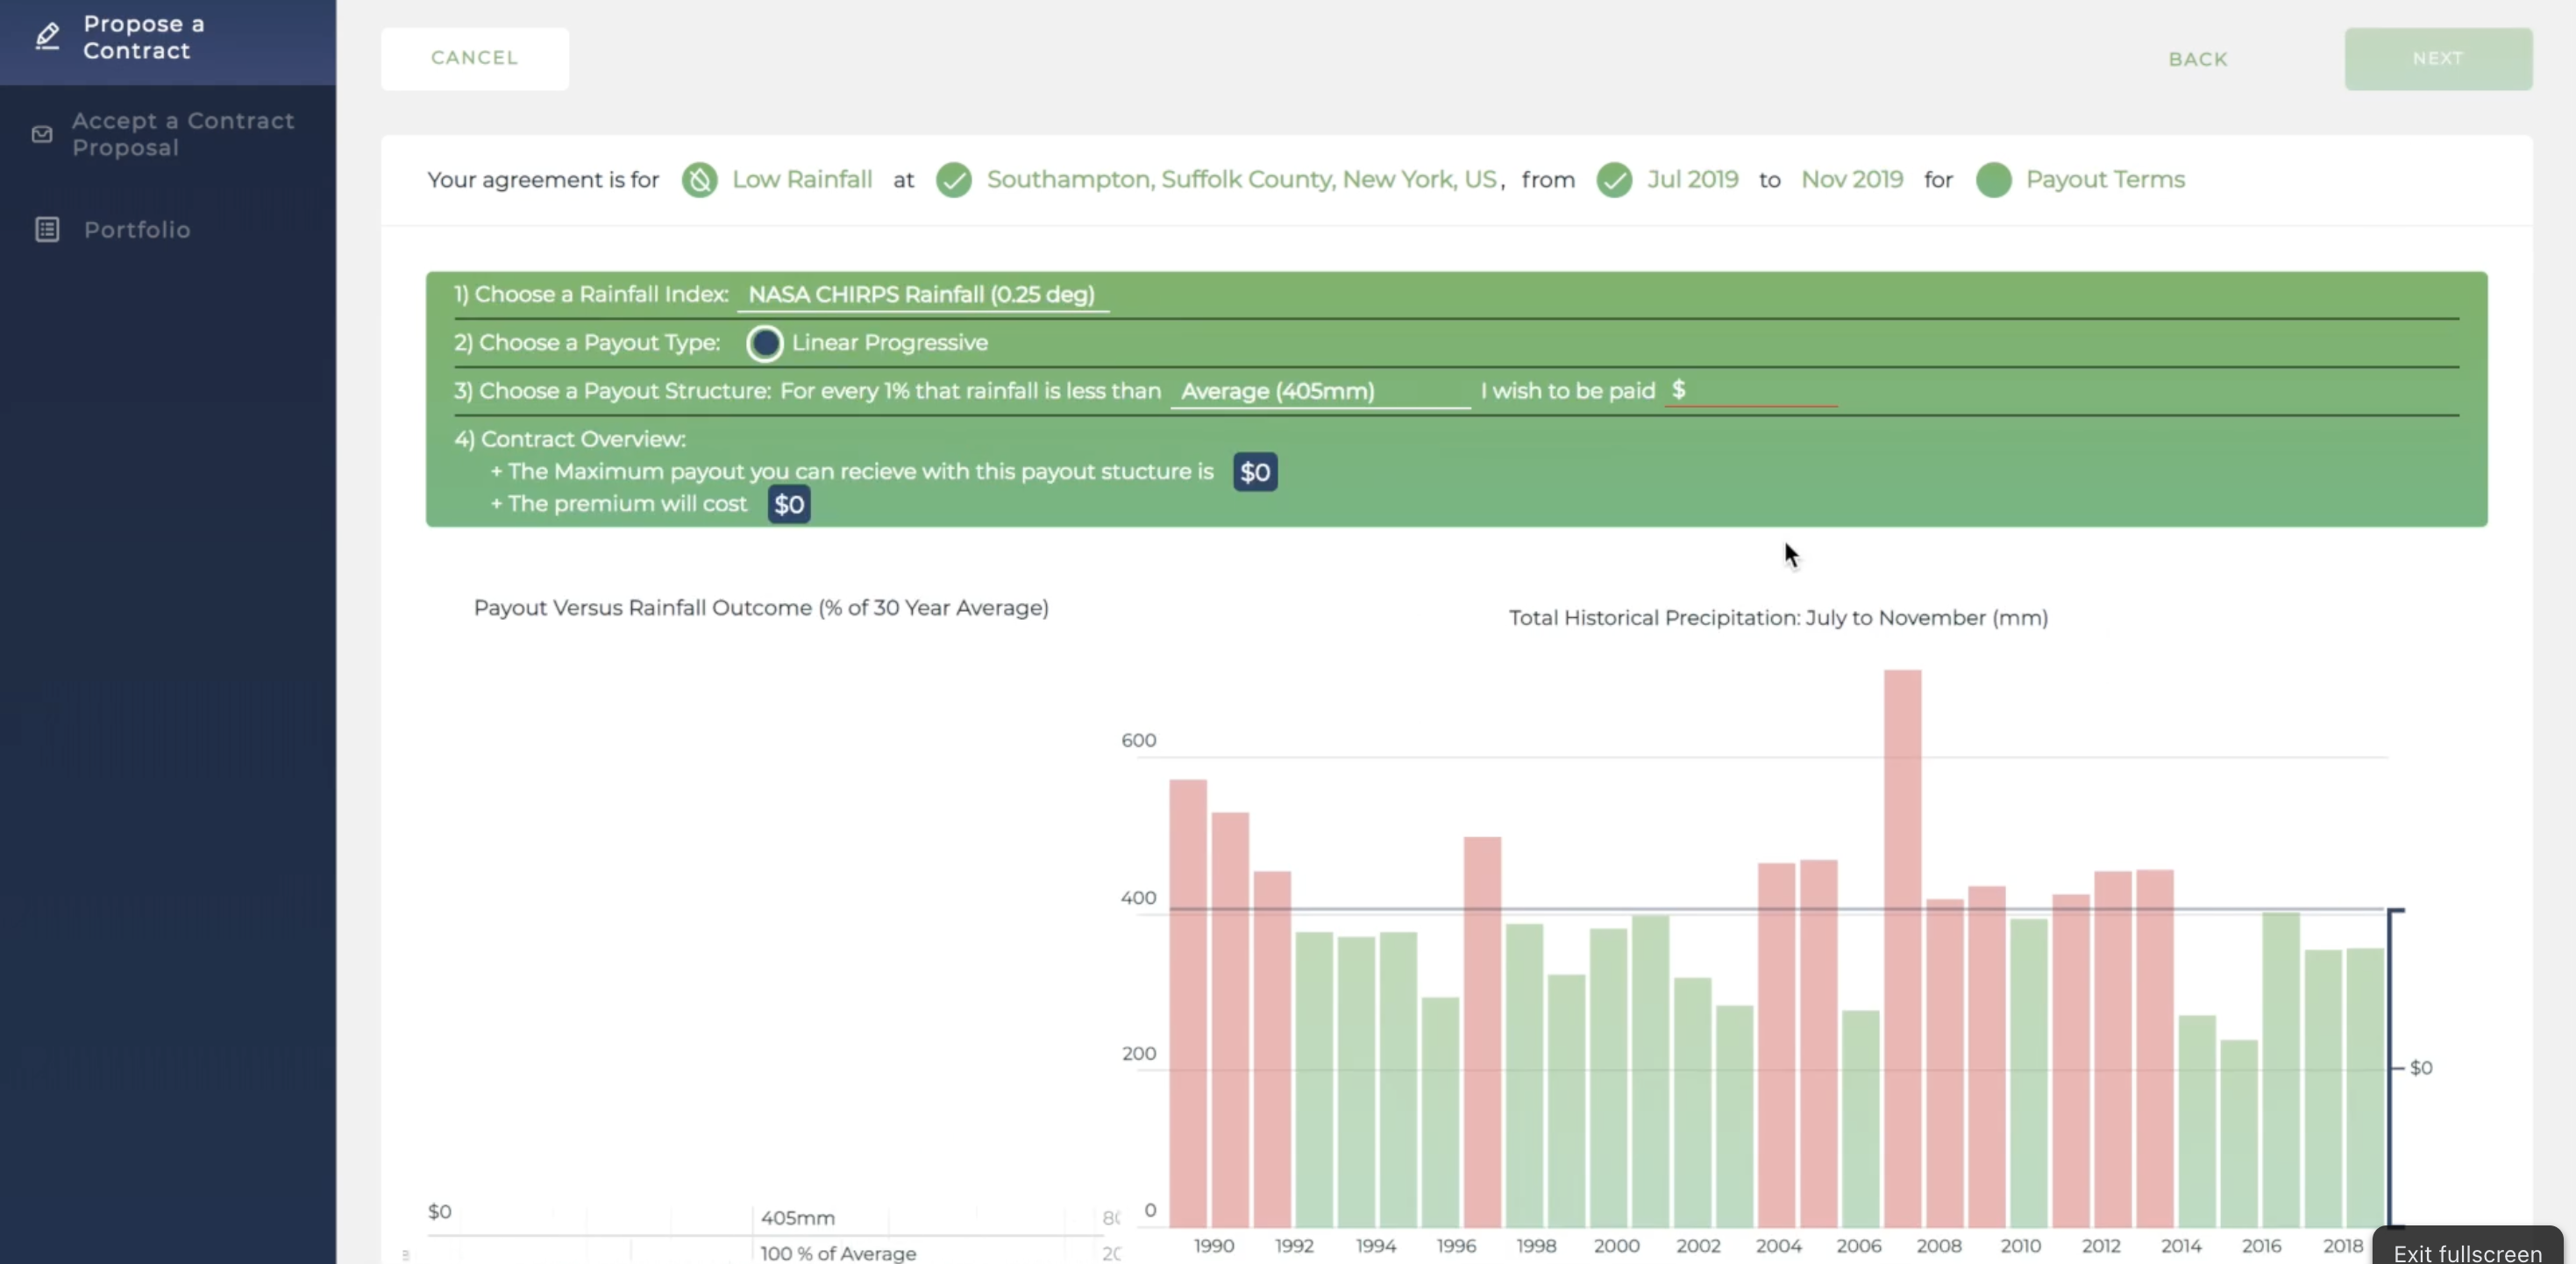 Propose a
Contract
Accept a Contract
Proposal
Portfolio
CANCEL
BACK
NEXT
Your agreement is for Low Rainfall at Southampton, Suffolk County, New York, US, from Jul 2019 to Nov 2019 for Payout Terms
1) Choose a Rainfall Index: NASA CHIRPS Rainfall (0.25 deg)
2) Choose a Payout Type: Linear Progressive
3) Choose a Payout Structure: For every 1% that rainfall is less than Average (405mm) I wish to be paid $
4) Contract Overview:
+ The Maximum payout you can recieve with this payout stucture is $0
+ The premium will cost $0
Payout Versus Rainfall Outcome (% of 30 Year Average)
$0
405mm
100 % of Average
Total Historical Precipitation: July to November (mm)
600
400
200
0
$0
1990 1992 1994 1996 1998 2000 2002 2004 2006 2008 2010 2012 2014 2016 2018
Exit fullscreen